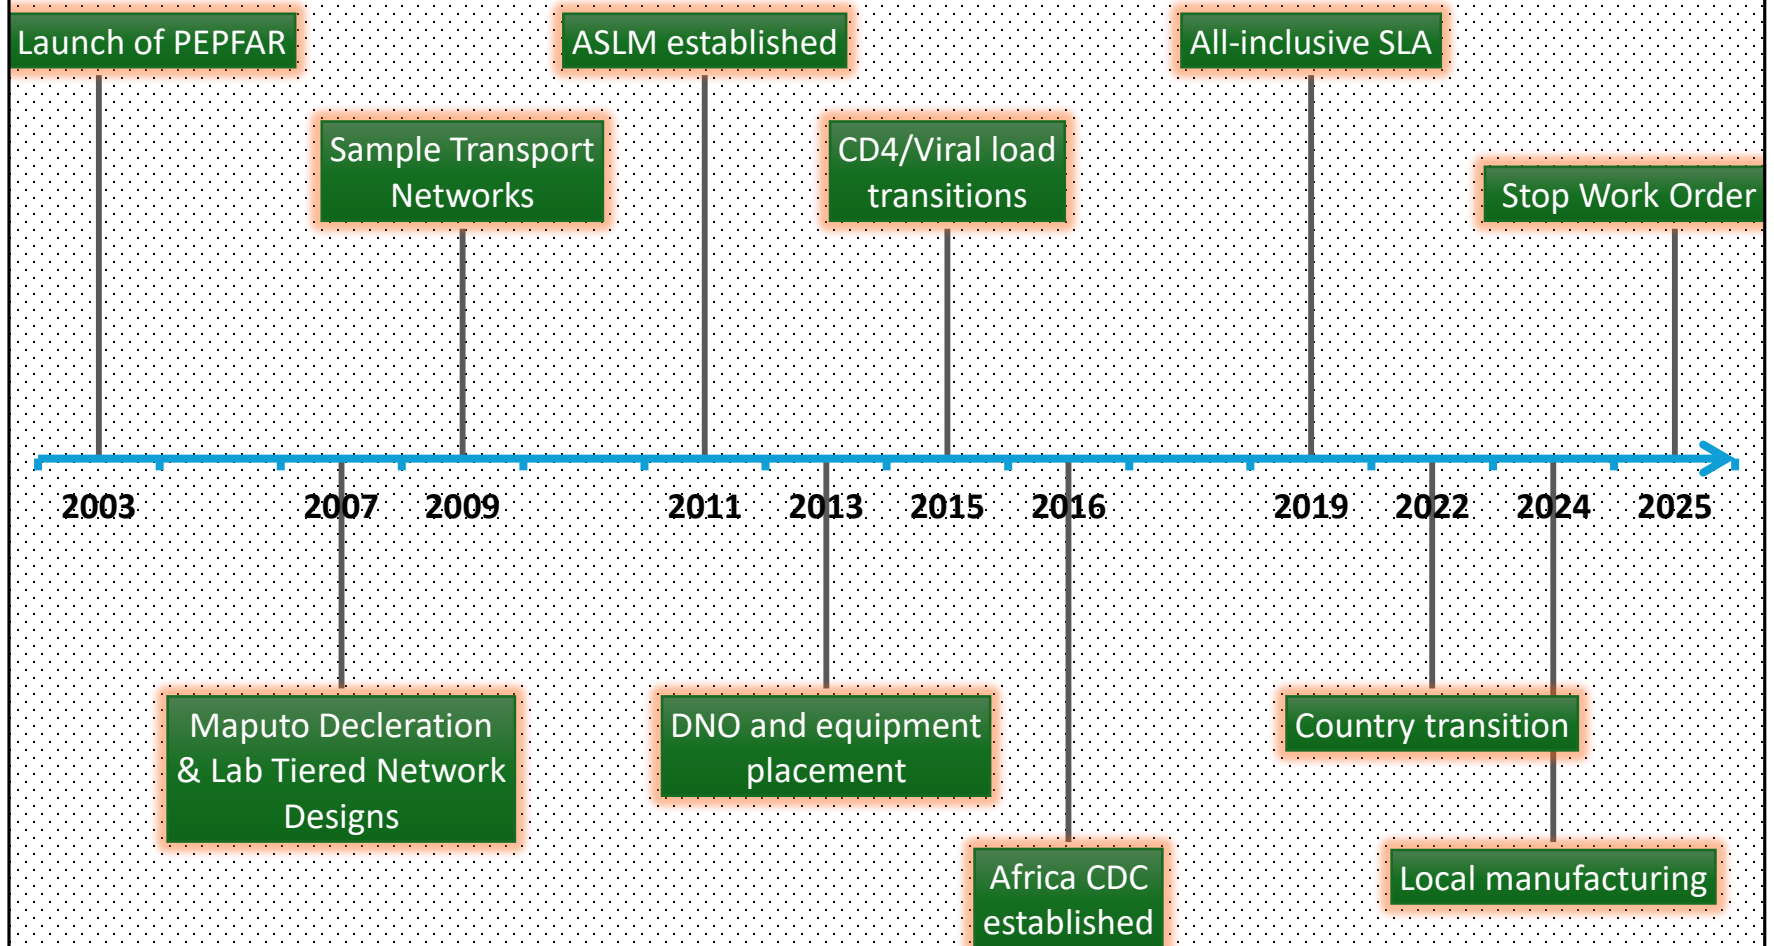 Launch of PEPFAR
ASLM established
All-inclusive SLA
Sample Transport
Networks
CD4/Viral load
transitions
Stop Work Order
2003
2007
2009
2011
2013
2015
2016
2019
2022
2024
2025
Maputo Decleration
& Lab Tiered Network
Designs
DNO and equipment
placement
Country transition
Africa CDC
established
Local manufacturing